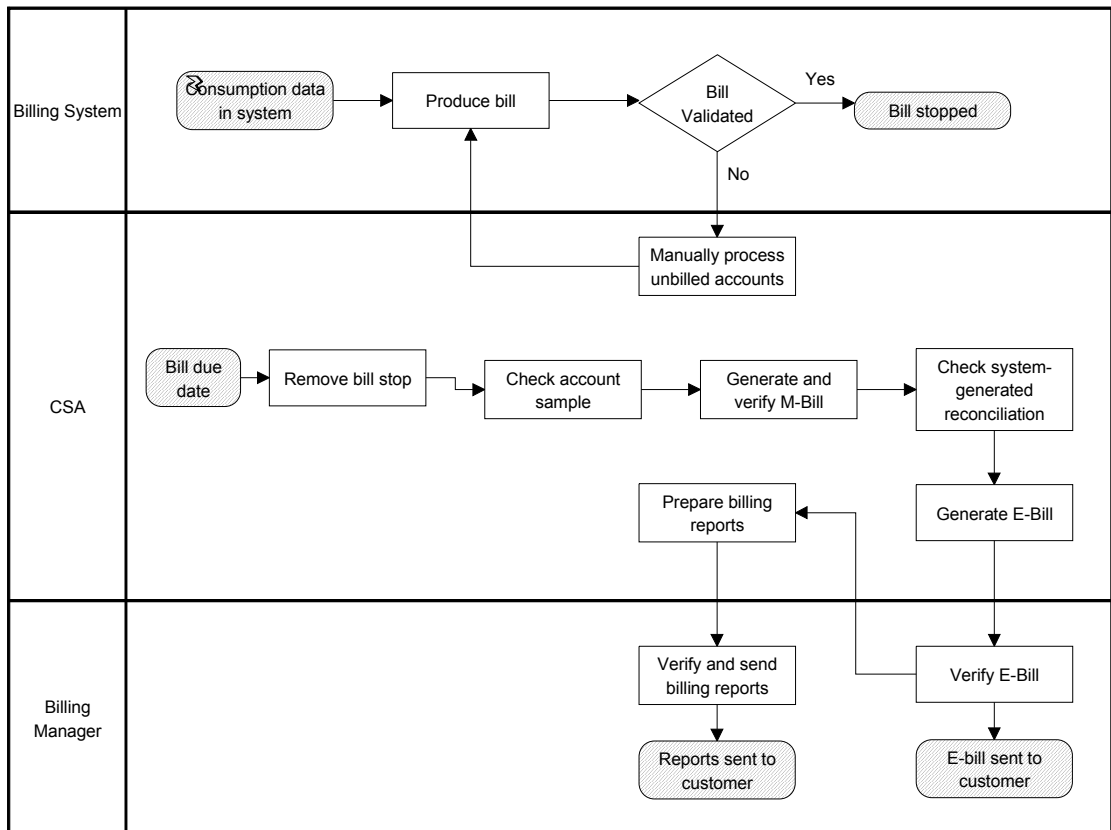 Billing System
Consumption data
in system
Produce bill
Bill
Validated
Yes
Bill stopped
No
CSA
Manually process
unbilled accounts
Bill due
date
Remove bill stop
Check account
sample
Generate and
verify M-Bill
Check system-
generated
reconciliation
Prepare billing
reports
Generate E-Bill
Billing
Manager
Verify and send
billing reports
Verify E-Bill
Reports sent to
customer
E-bill sent to
customer